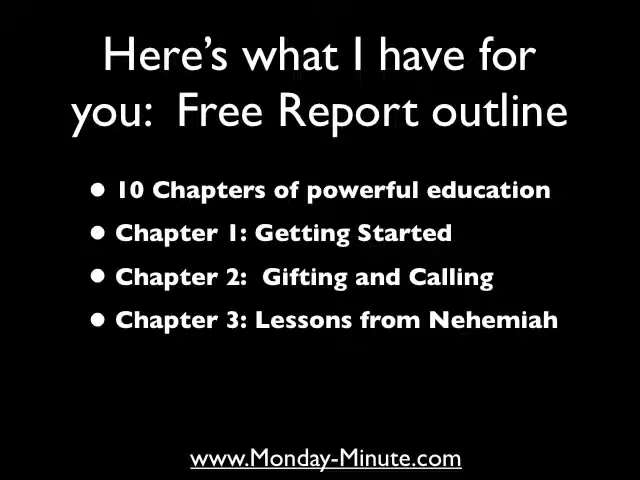 Here's what I have for
you:  Free Report outline
• 10 Chapters of powerful education
• Chapter 1: Getting Started
• Chapter 2:  Gifting and Calling
• Chapter 3: Lessons from Nehemiah
www.Monday-Minute.com